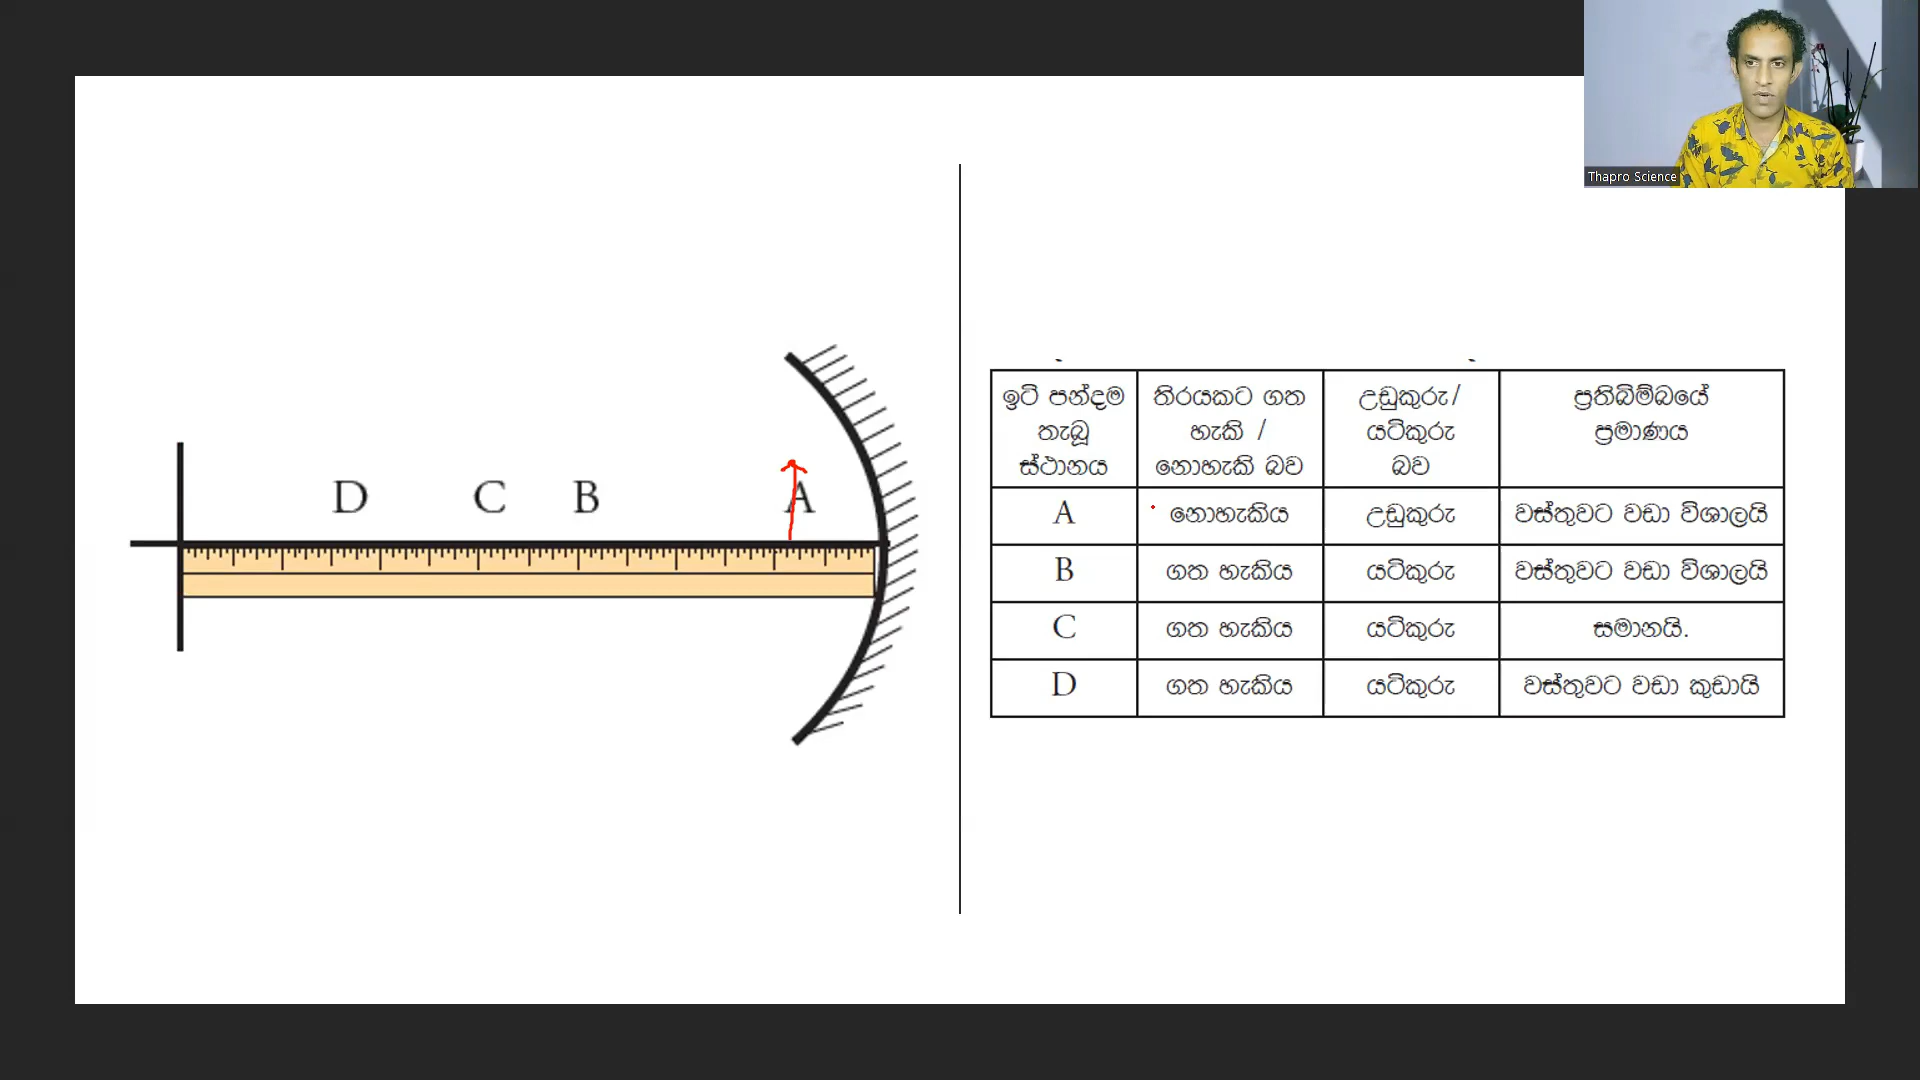 Thapro Science
D C B A
ඉටි පන්දම තැබූ ස්ථානය
තිරයකට ගත හැකි / නොහැකි බව
උඩුකුරු/ යටිකුරු බව
ප්‍රතිබිම්බයේ ප්‍රමාණය
A නොහැකිය උඩුකුරු වස්තුවට වඩා විශාලයි
B ගත හැකිය යටිකුරු වස්තුවට වඩා විශාලයි
C ගත හැකිය යටිකුරු සමානයි.
D ගත හැකිය යටිකුරු වස්තුවට වඩා කුඩායි